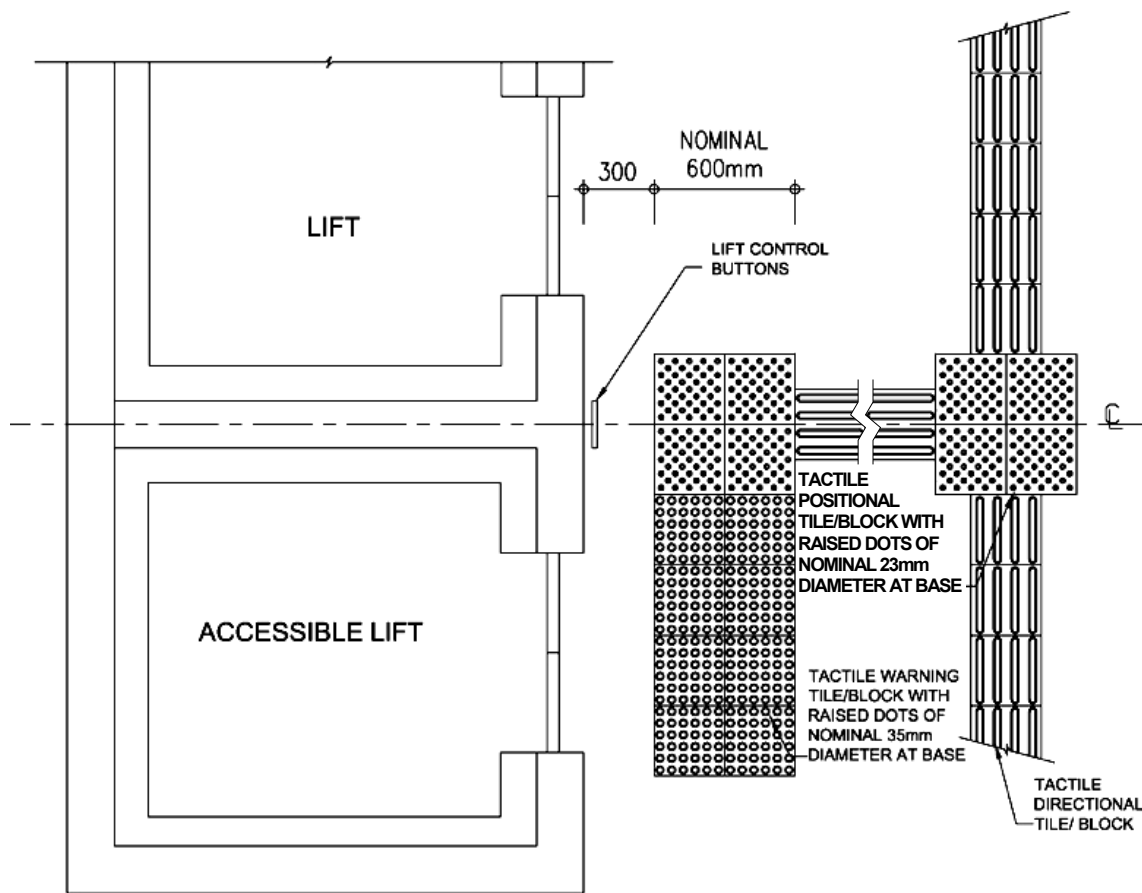 NOMINAL
300
600mm
LIFT
LIFT CONTROL
BUTTONS
℄
TACTILE
POSITIONAL
TILE/BLOCK WITH
RAISED DOTS OF
NOMINAL 23mm
DIAMETER AT BASE
ACCESSIBLE LIFT
TACTILE WARNING
TILE/BLOCK WITH
RAISED DOTS OF
NOMINAL 35mm
DIAMETER AT BASE
TACTILE
DIRECTIONAL
TILE/ BLOCK